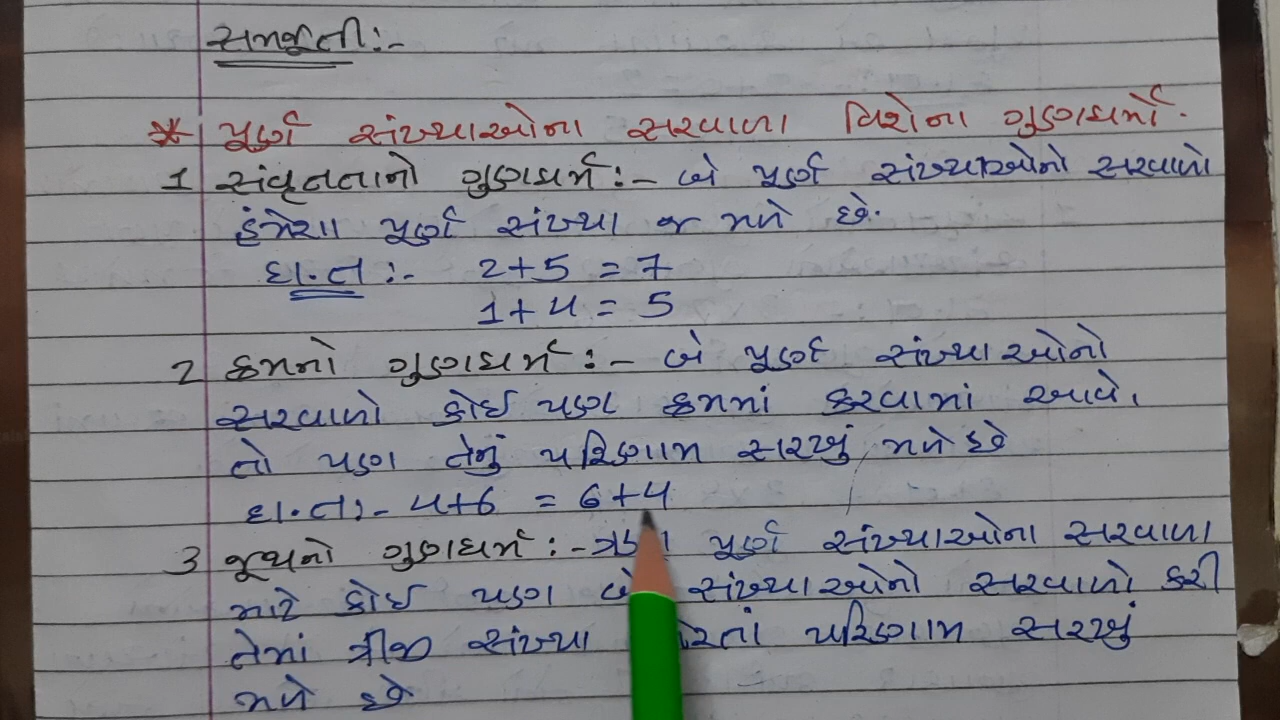 સમજૂતી:-
* પૂર્ણ સંખ્યાઓના સરવાળા વિશેના ગુણધર્મો.
1 સંવૃતતાનો ગુણધર્મ:- બે પૂર્ણ સંખ્યાઓનો સરવાળો
હંમેશા પૂર્ણ સંખ્યા જ મળે છે.
દા.ત :- 2+5 = 7
1+4 = 5
2 ક્રમનો ગુણધર્મ:- બે પૂર્ણ સંખ્યાઓનો
સરવાળો કોઈ પણ ક્રમમાં કરવામાં આવે,
તો પણ તેનું પરિણામ સરખું મળે છે
દા.ત:- 4+6 = 6+4
3 જૂથનો ગુણધર્મ:- પૂર્ણ સંખ્યાઓના સરવાળા
માટે કોઈ પણ બે સંખ્યાઓનો સરવાળો કરી
તેમાં ત્રીજી સંખ્યા પરિણામ સરખું
મળે છે